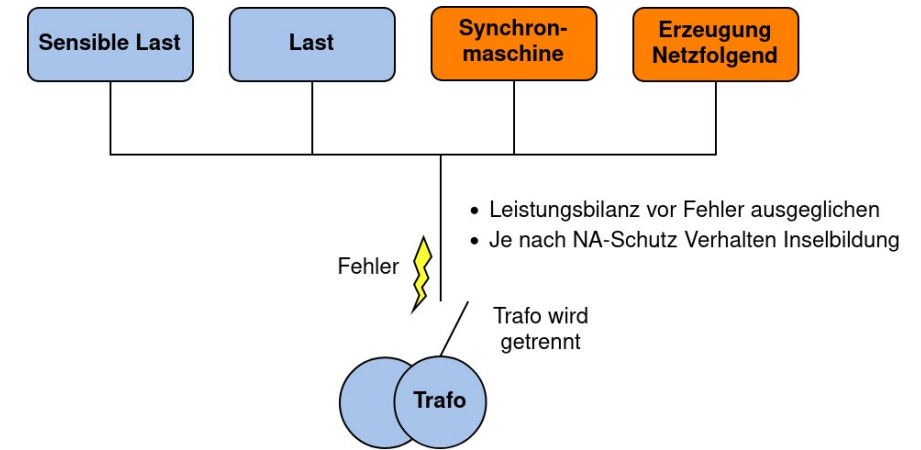 Sensible Last
Last
Synchron-
maschine
Erzeugung
Netzfolgend
• Leistungsbilanz vor Fehler ausgeglichen
• Je nach NA-Schutz Verhalten Inselbildung
Fehler
Trafo wird
getrennt
Trafo